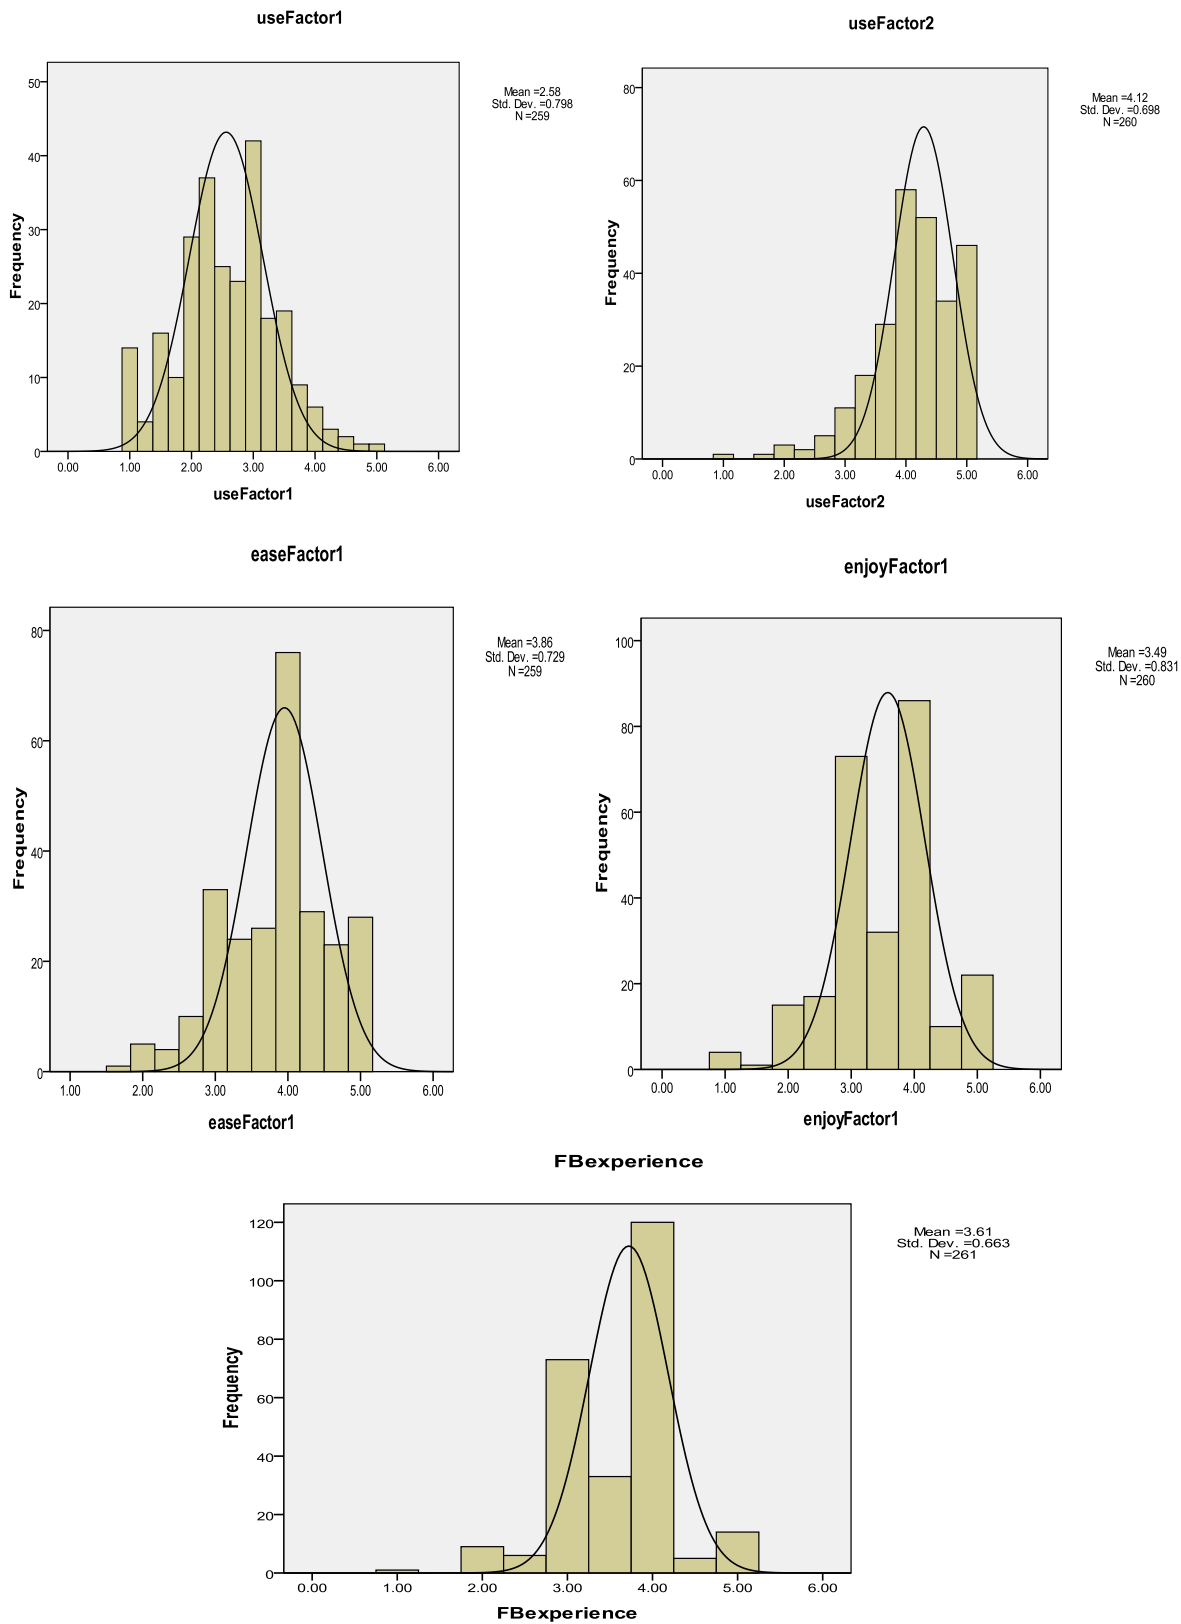 useFactor1
50
40
30
20
10
0
Frequency
0.00 1.00 2.00 3.00 4.00 5.00 6.00
useFactor1
Mean =2.58
Std. Dev. =0.798
N =259
useFactor2
80
60
40
20
0
Frequency
0.00 1.00 2.00 3.00 4.00 5.00 6.00
useFactor2
Mean =4.12
Std. Dev. =0.698
N =260
easeFactor1
80
60
40
20
0
Frequency
1.00 2.00 3.00 4.00 5.00 6.00
easeFactor1
Mean =3.86
Std. Dev. =0.729
N =259
enjoyFactor1
100
80
60
40
20
0
Frequency
0.00 1.00 2.00 3.00 4.00 5.00 6.00
enjoyFactor1
Mean =3.49
Std. Dev. =0.831
N =260
FBexperience
120
100
80
60
40
20
0
Frequency
0.00 1.00 2.00 3.00 4.00 5.00 6.00
FBexperience
Mean =3.61
Std. Dev. =0.663
N =261